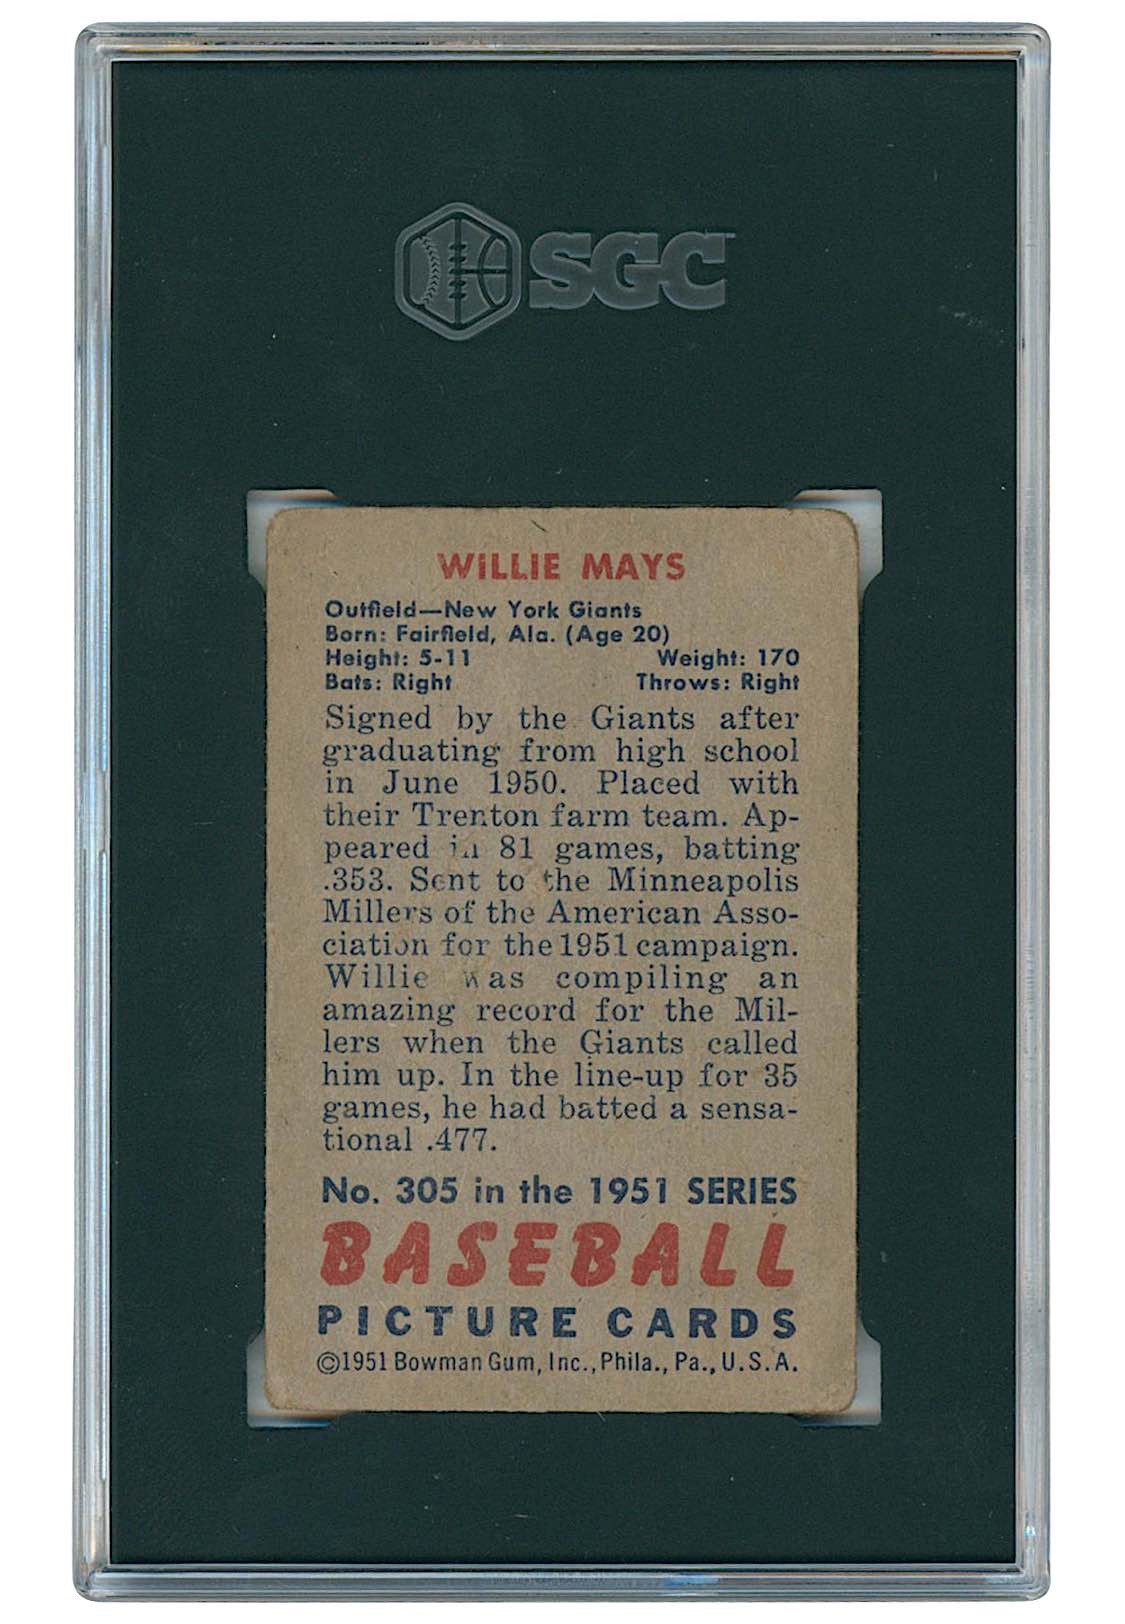 SGC
WILLIE MAYS
Outfield—New York Giants
Born: Fairfield, Ala. (Age 20)
Height: 5-11 Weight: 170
Bats: Right Throws: Right
Signed by the Giants after
graduating from high school
in June 1950. Placed with
their Trenton farm team. Ap-
peared in 81 games, batting
.353. Sent to the Minneapolis
Millers of the American Asso-
ciation for the 1951 campaign.
Willie was compiling an
amazing record for the Mil-
lers when the Giants called
him up. In the line-up for 35
games, he had batted a sensa-
tional .477.
No. 305 in the 1951 SERIES
BASEBALL
PICTURE CARDS
©1951 Bowman Gum, Inc., Phila., Pa., U.S.A.